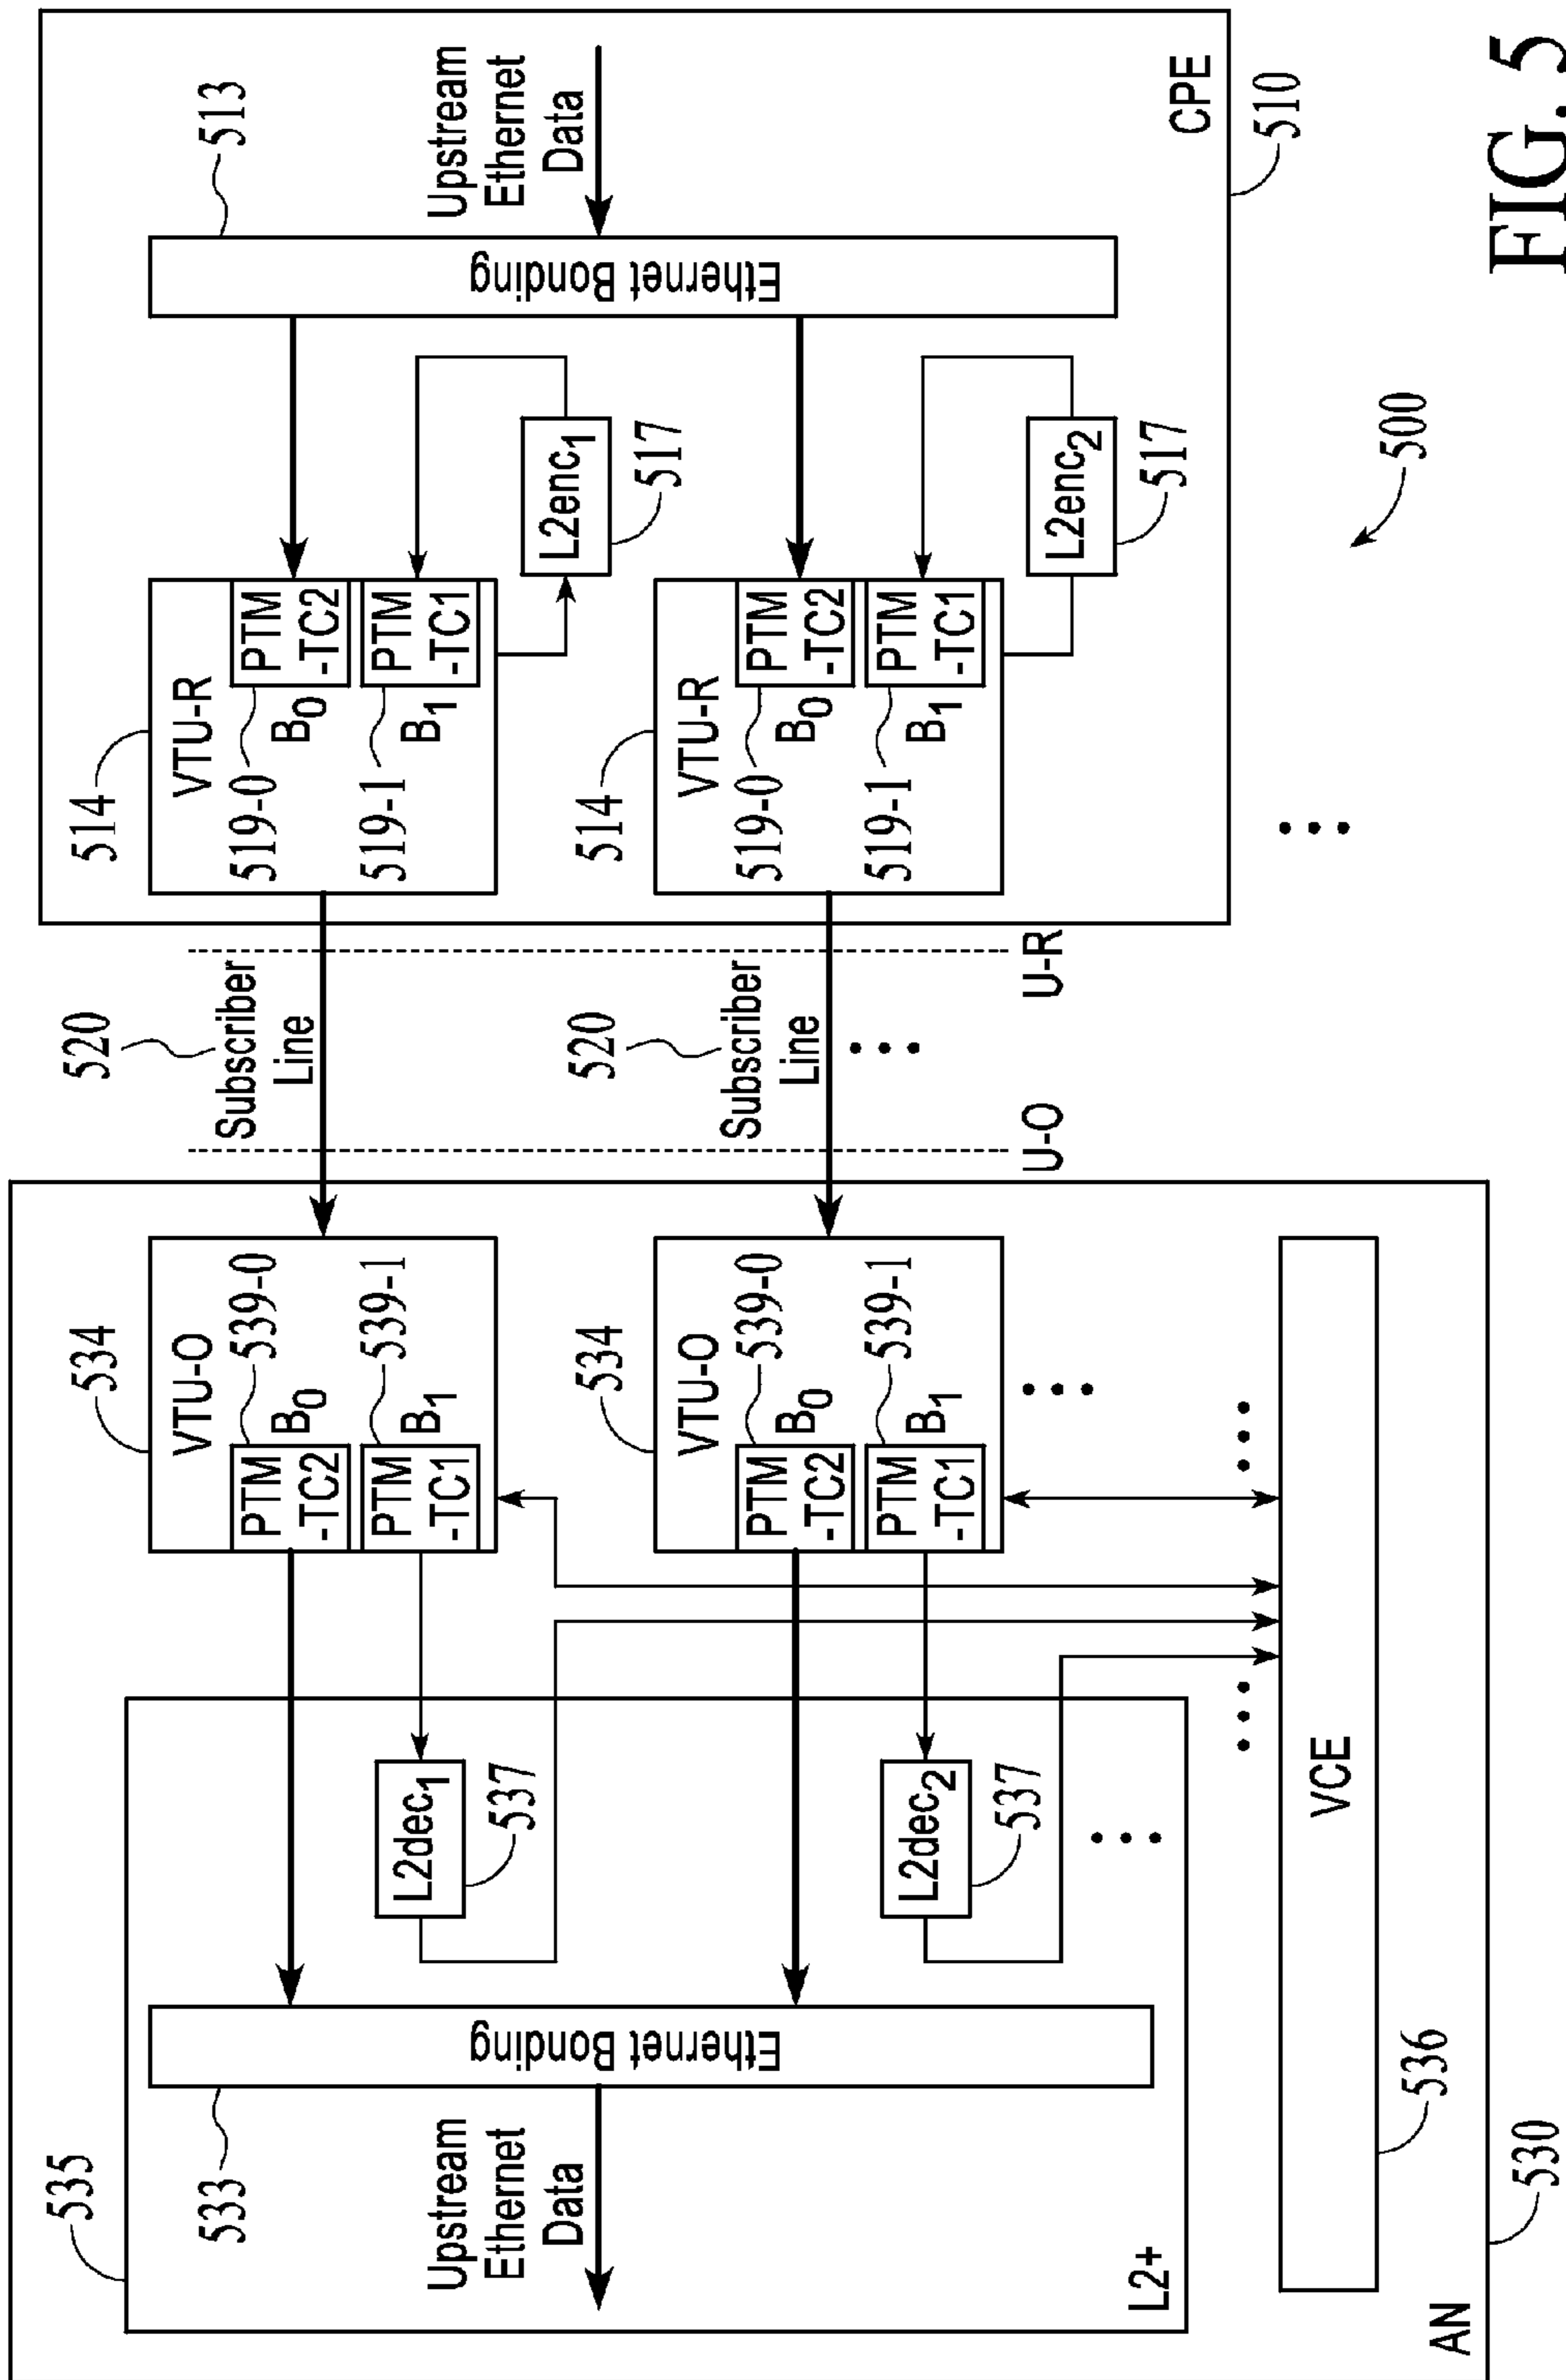 535
533
Upstream
Ethernet
Data
Ethernet Bonding
L2dec1
537
L2dec2
537
L2+
534
VTU-O
PTM
-TC2
B0
539-0
PTM
-TC1
B1
539-1
534
VTU-O
PTM
-TC2
B0
539-0
PTM
-TC1
B1
539-1
VCE
536
AN
530
520
Subscriber
Line
520
Subscriber
Line
U-O
U-R
514
VTU-R
519-0
B0
PTM
-TC2
519-1
B1
PTM
-TC1
514
VTU-R
519-0
B0
PTM
-TC2
519-1
B1
PTM
-TC1
L2enc1
517
L2enc2
517
513
Ethernet Bonding
Upstream
Ethernet
Data
CPE
510
500
FIG. 5